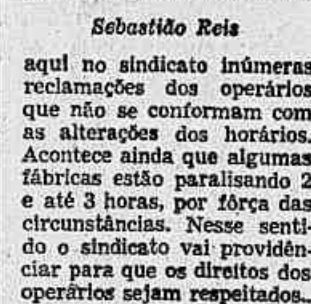 Sebastião Reis
aqui no sindicato inúmeras
reclamações dos operários
que não se conformam com
as alterações dos horários.
Acontece ainda que algumas
fábricas estão paralisando 2
e até 3 horas, por fôrça das
circunstâncias. Nesse senti-
do o sindicato vai providên-
ciar para que os direitos dos
operários sejam respeitados..